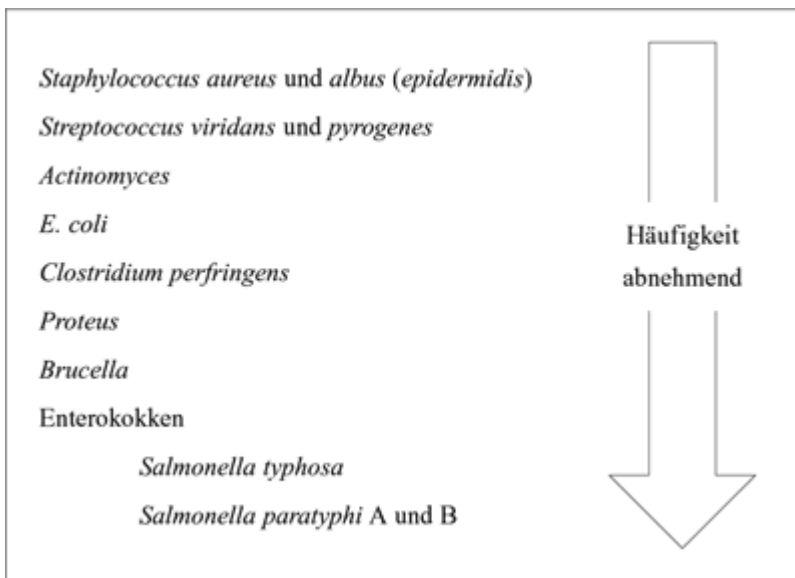 Staphylococcus aureus und albus (epidermidis)
Streptococcus viridans und pyrogenes
Actinomyces
E. coli
Clostridium perfringens
Proteus
Brucella
Enterokokken
Salmonella typhosa
Salmonella paratyphi A und B
Häufigkeit
abnehmend